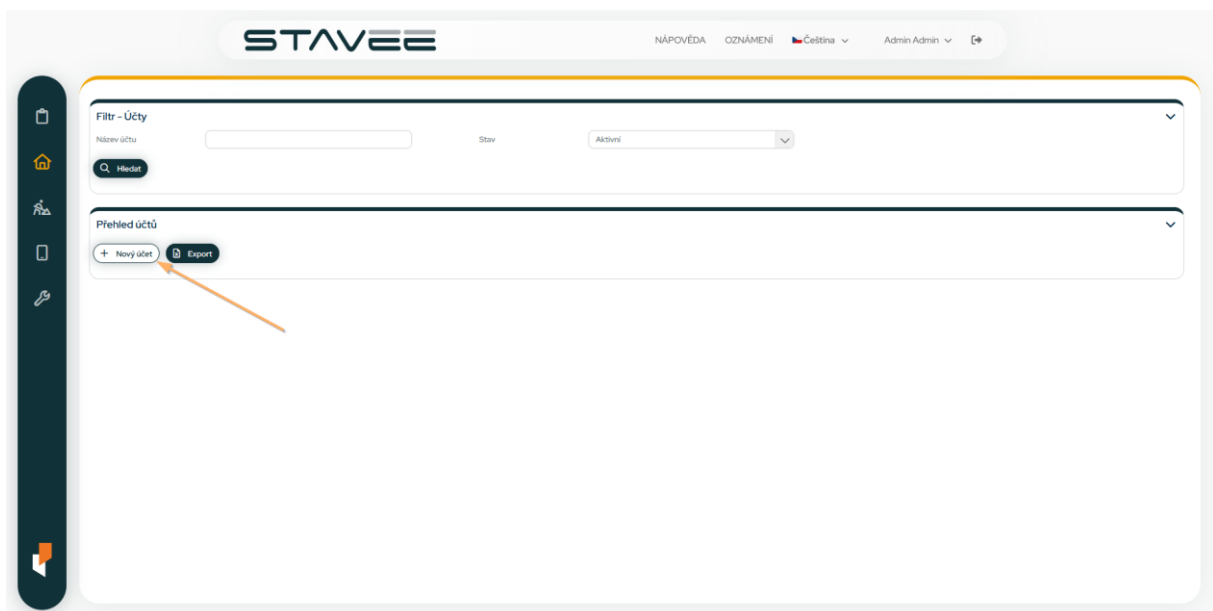 STAVEE
NÁPOVĚDA OZNÁMENÍ Čeština Admin Admin
Filtr - Účty
Název účtu Stav Aktivní
Hledat
Přehled účtů
+ Nový účet Export